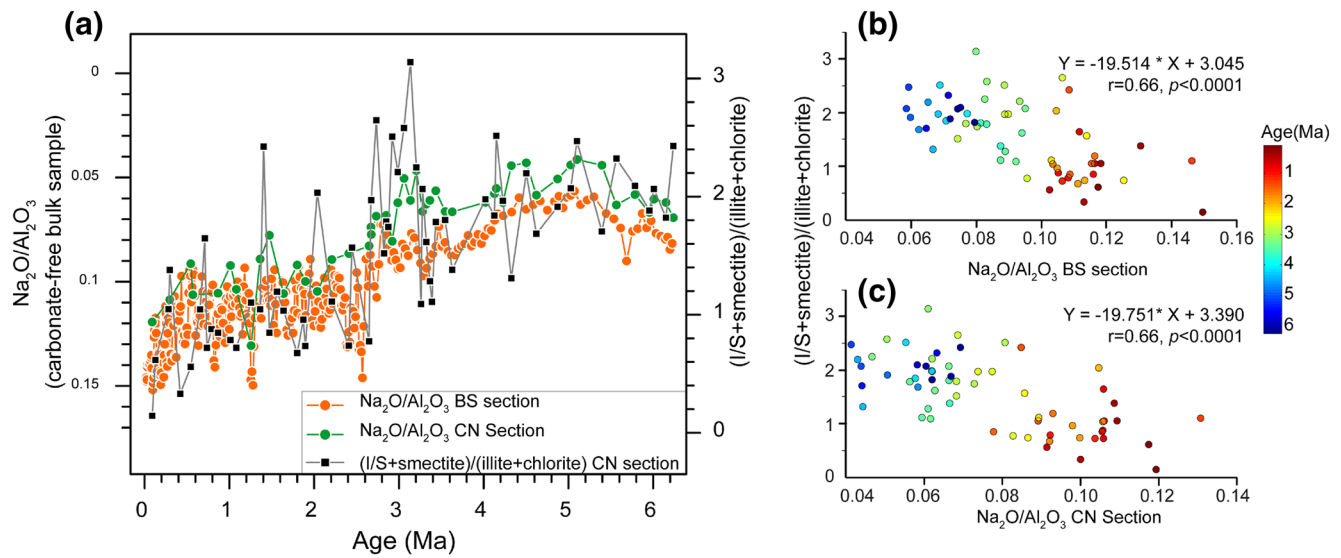 (a)
Na₂O/Al₂O₃
(carbonate-free bulk sample)
0
0.05
0.1
0.15
3
2
1
0
(I/S+smectite)/(illite+chlorite)
Na₂O/Al₂O₃ BS section
Na₂O/Al₂O₃ CN Section
(I/S+smectite)/(illite+chlorite) CN section
0 1 2 3 4 5 6
Age (Ma)
(b)
Y = -19.514 * X + 3.045
r=0.66, p<0.0001
3
2
1
0
0.04 0.06 0.08 0.10 0.12 0.14 0.16
Na₂O/Al₂O₃ BS section
(I/S+smectite)/(illite+chlorite)
(c)
Y = -19.751* X + 3.390
r=0.66, p<0.0001
3
2
1
0
0.04 0.06 0.08 0.10 0.12 0.14
Na₂O/Al₂O₃ CN Section
Age(Ma)
1
2
3
4
5
6